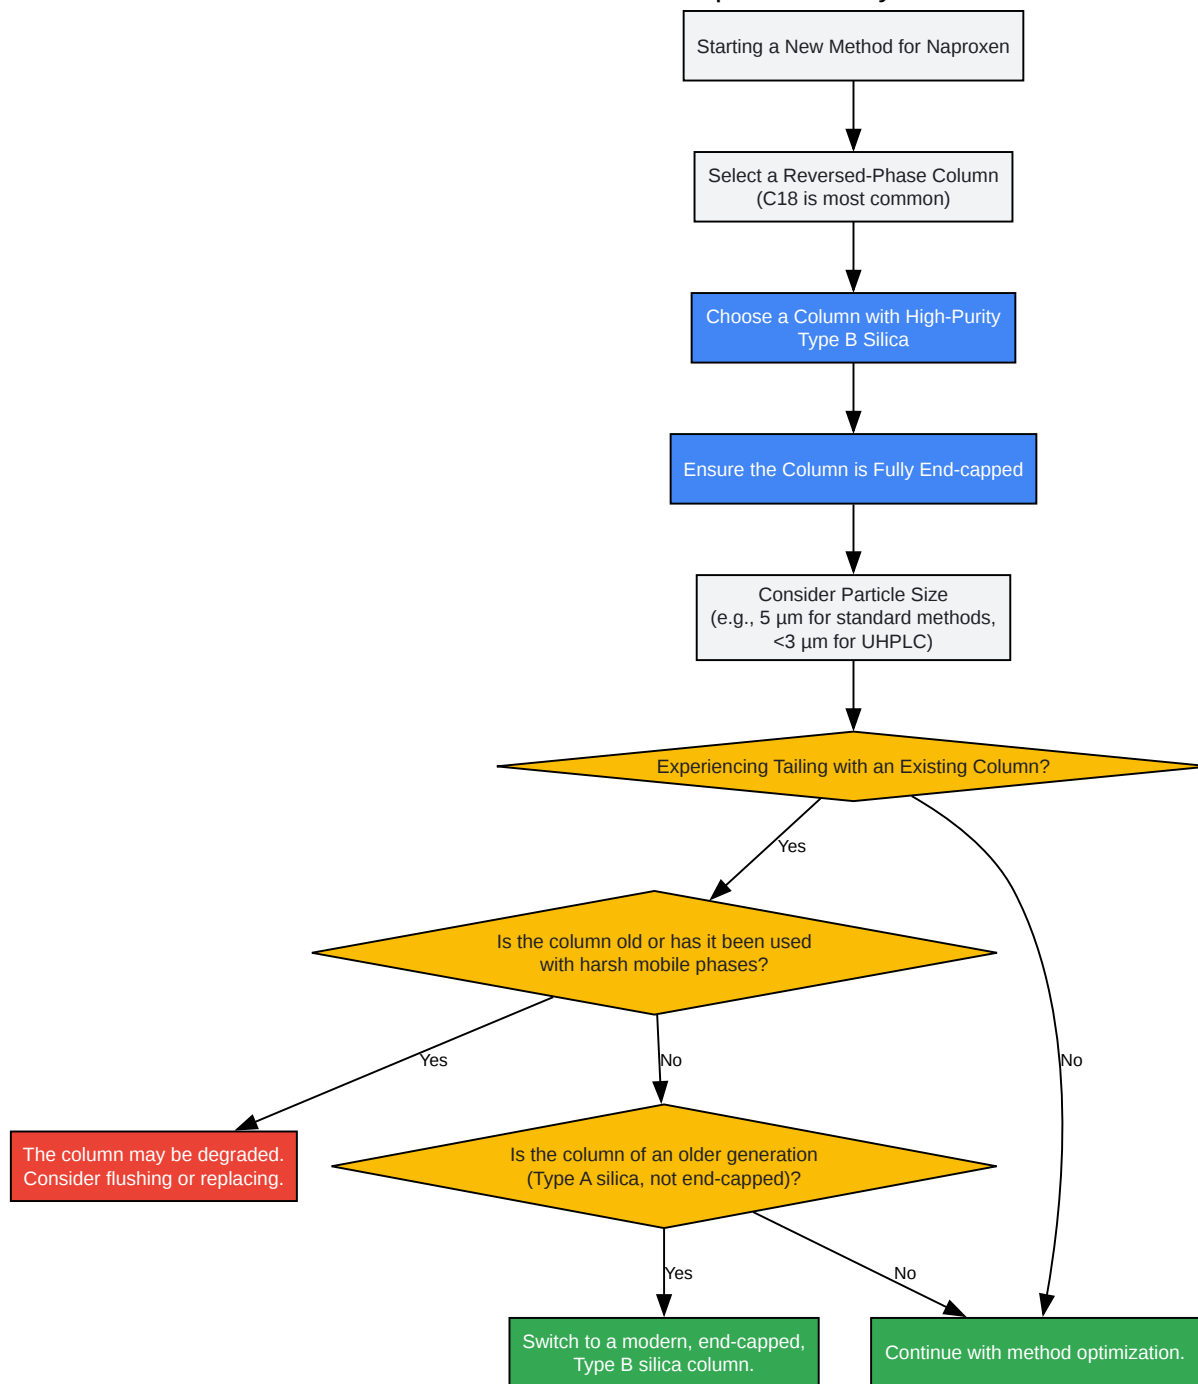 Starting a New Method for Naproxen
Select a Reversed-Phase Column
(C18 is most common)
Choose a Column with High-Purity
Type B Silica
Ensure the Column is Fully End-capped
Consider Particle Size
(e.g., 5 µm for standard methods,
<3 µm for UHPLC)
Experiencing Tailing with an Existing Column?
Yes
Is the column old or has it been used
with harsh mobile phases?
Yes
No
No
The column may be degraded.
Consider flushing or replacing.
Is the column of an older generation
(Type A silica, not end-capped)?
Yes
No
Switch to a modern, end-capped,
Type B silica column.
Continue with method optimization.